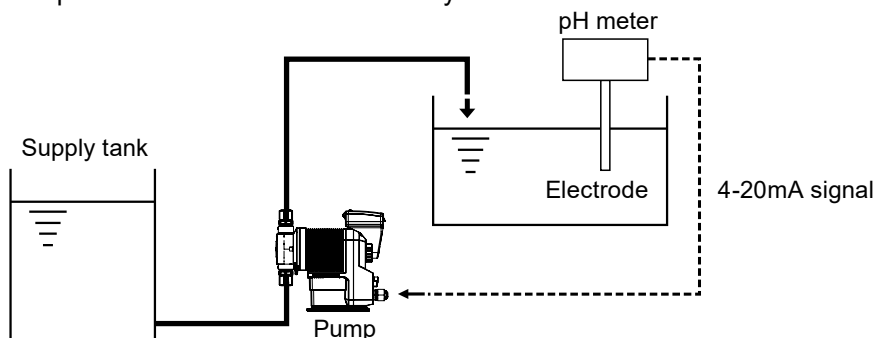 pH meter
Supply tank
Electrode
4-20mA signal
Pump